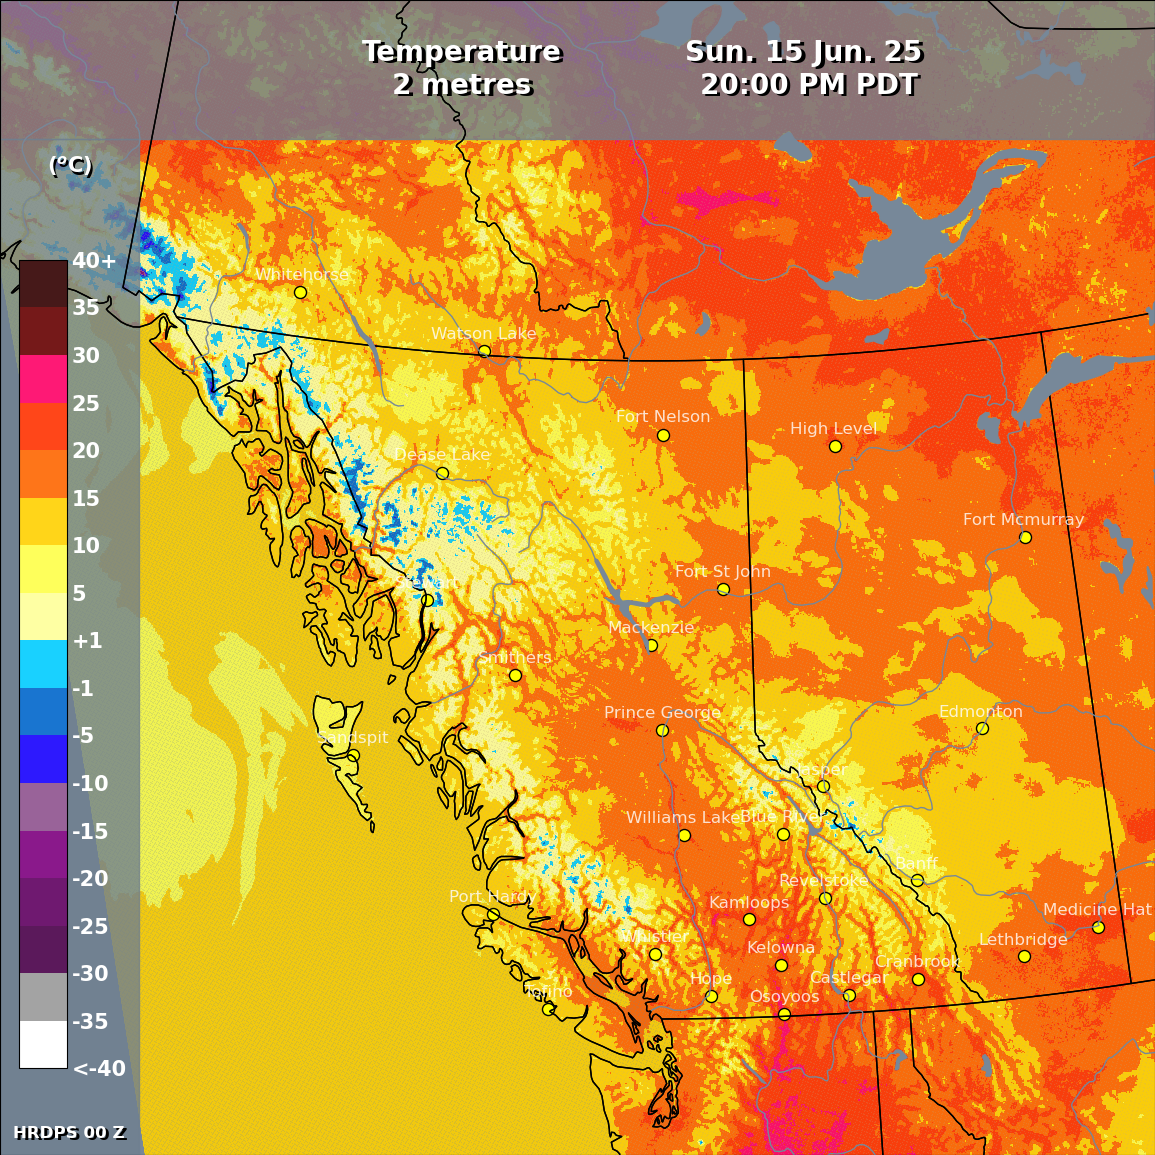 Temperature
2 metres
Sun. 15 Jun. 25
20:00 PM PDT
(°C)
40+
35
30
25
20
15
10
5
+1
-1
-5
-10
-15
-20
-25
-30
-35
<-40
HRDPS 00 Z
Whitehorse
Watson Lake
Fort Nelson
High Level
Dease Lake
Fort Mcmurray
Fort St John
Mackenzie
Smithers
Prince George
Edmonton
Sandspit
Jasper
Williams Lake
Blue River
Banff
Revelstoke
Port Hardy
Kamloops
Medicine Hat
Whistler
Kelowna
Lethbridge
Cranbrook
Hope
Castlegar
Tofino
Osoyoos